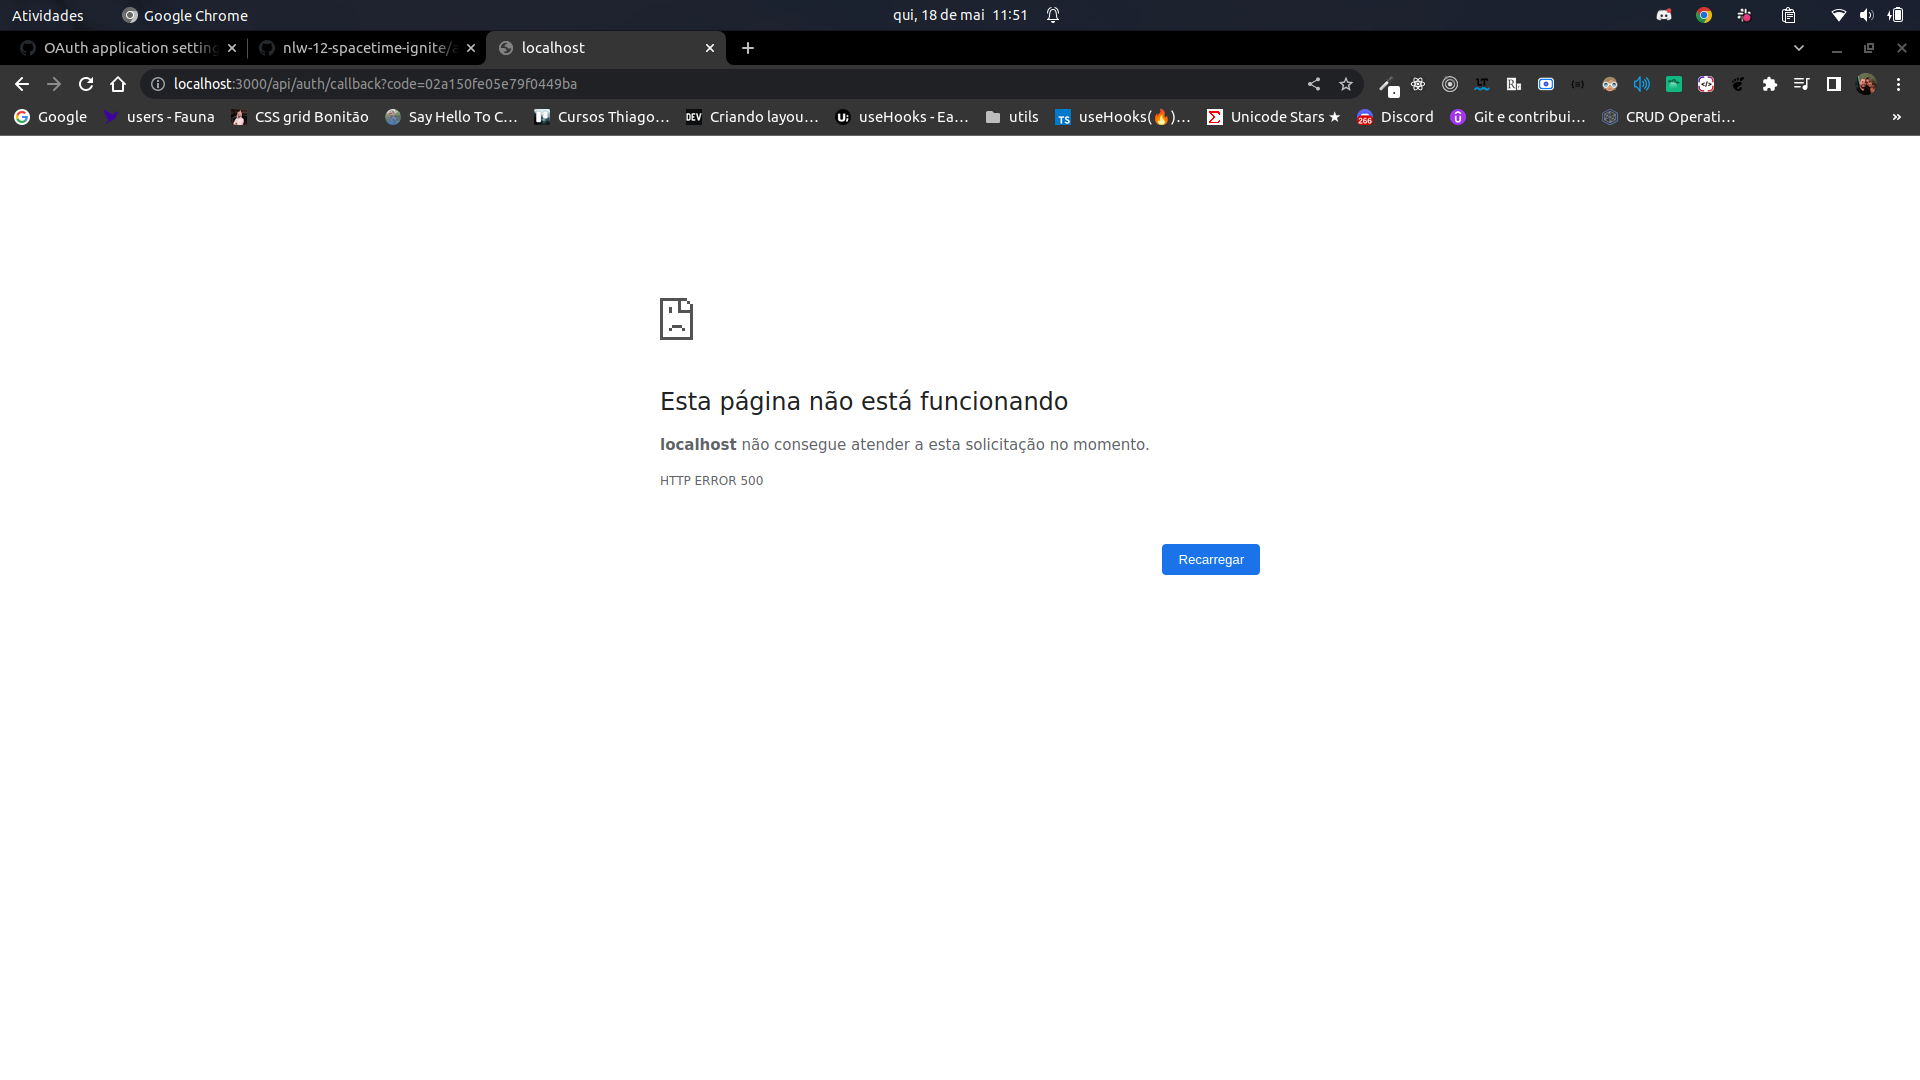 Atividades Google Chrome qui, 18 de mai 11:51
OAuth application setting nlw-12-spacetime-ignite/a localhost
localhost:3000/api/auth/callback?code=02a150fe05e79f0449ba
Google users - Fauna CSS grid Bonitão Say Hello To C… Cursos Thiago… DEV Criando layou… useHooks - Ea… utils TS useHooks(🔥)… Unicode Stars ★ 266 Discord Git e contribui… CRUD Operati… »
Esta página não está funcionando
localhost não consegue atender a esta solicitação no momento.
HTTP ERROR 500
Recarregar